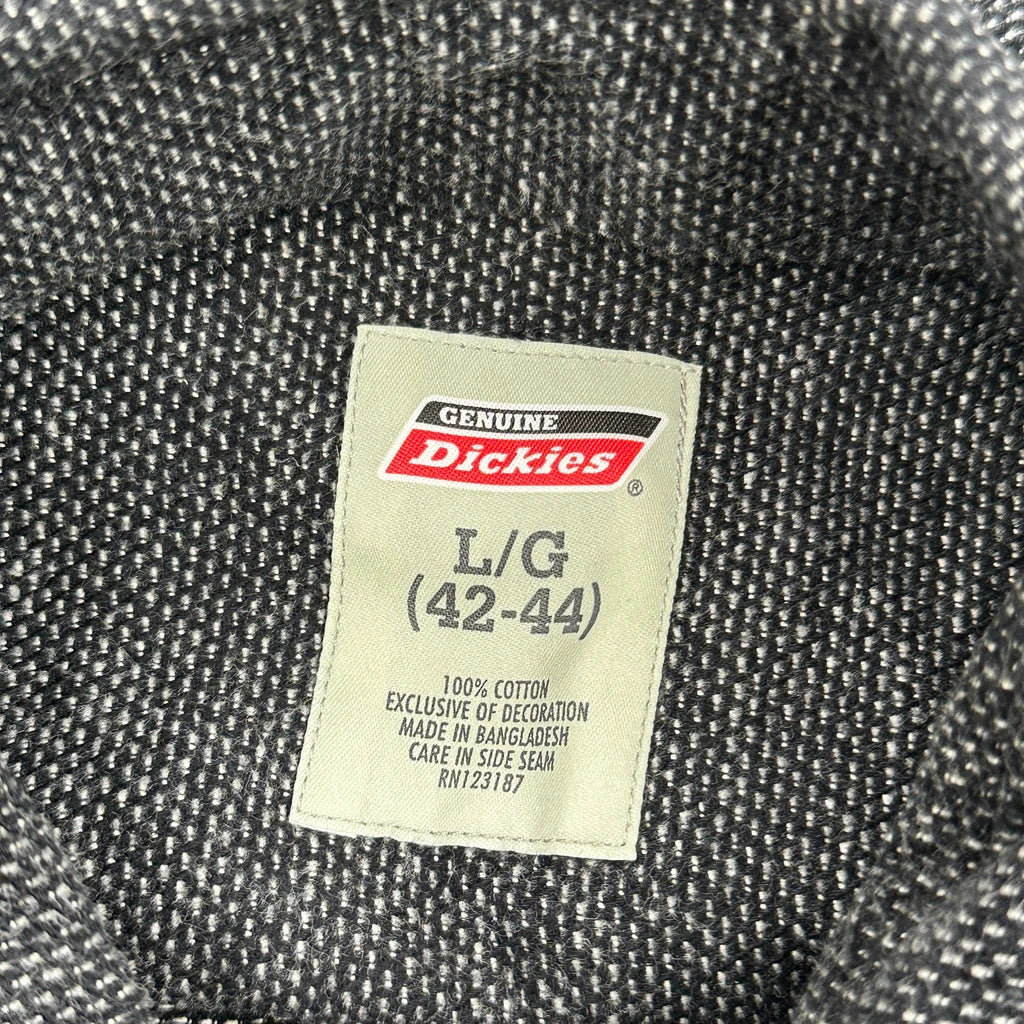 GENUINE
Dickies
®
L/G
(42-44)
100% COTTON
EXCLUSIVE OF DECORATION
MADE IN BANGLADESH
CARE IN SIDE SEAM
RN123187